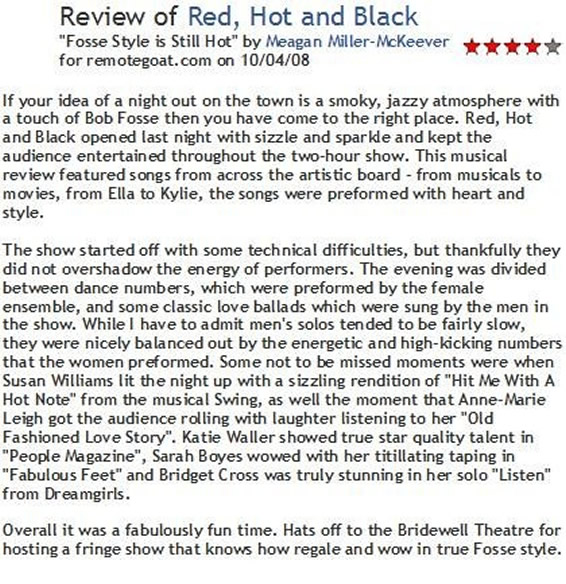 Review of Red, Hot and Black
"Fosse Style is Still Hot" by Meagan Miller-McKeever
for remotegoat.com on 10/04/08
If your idea of a night out on the town is a smoky, jazzy atmosphere with
a touch of Bob Fosse then you have come to the right place. Red, Hot
and Black opened last night with sizzle and sparkle and kept the
audience entertained throughout the two-hour show. This musical
review featured songs from across the artistic board - from musicals to
movies, from Ella to Kylie, the songs were preformed with heart and
style.
The show started off with some technical difficulties, but thankfully they
did not overshadow the energy of performers. The evening was divided
between dance numbers, which were preformed by the female
ensemble, and some classic love ballads which were sung by the men in
the show. While I have to admit men's solos tended to be fairly slow,
they were nicely balanced out by the energetic and high-kicking numbers
that the women preformed. Some not to be missed moments were when
Susan Williams lit the night up with a sizzling rendition of "Hit Me With A
Hot Note" from the musical Swing, as well the moment that Anne-Marie
Leigh got the audience rolling with laughter listening to her "Old
Fashioned Love Story". Katie Waller showed true star quality talent in
"People Magazine", Sarah Boyes wowed with her titillating taping in
"Fabulous Feet" and Bridget Cross was truly stunning in her solo "Listen"
from Dreamgirls.
Overall it was a fabulously fun time. Hats off to the Bridewell Theatre for
hosting a fringe show that knows how regale and wow in true Fosse style.